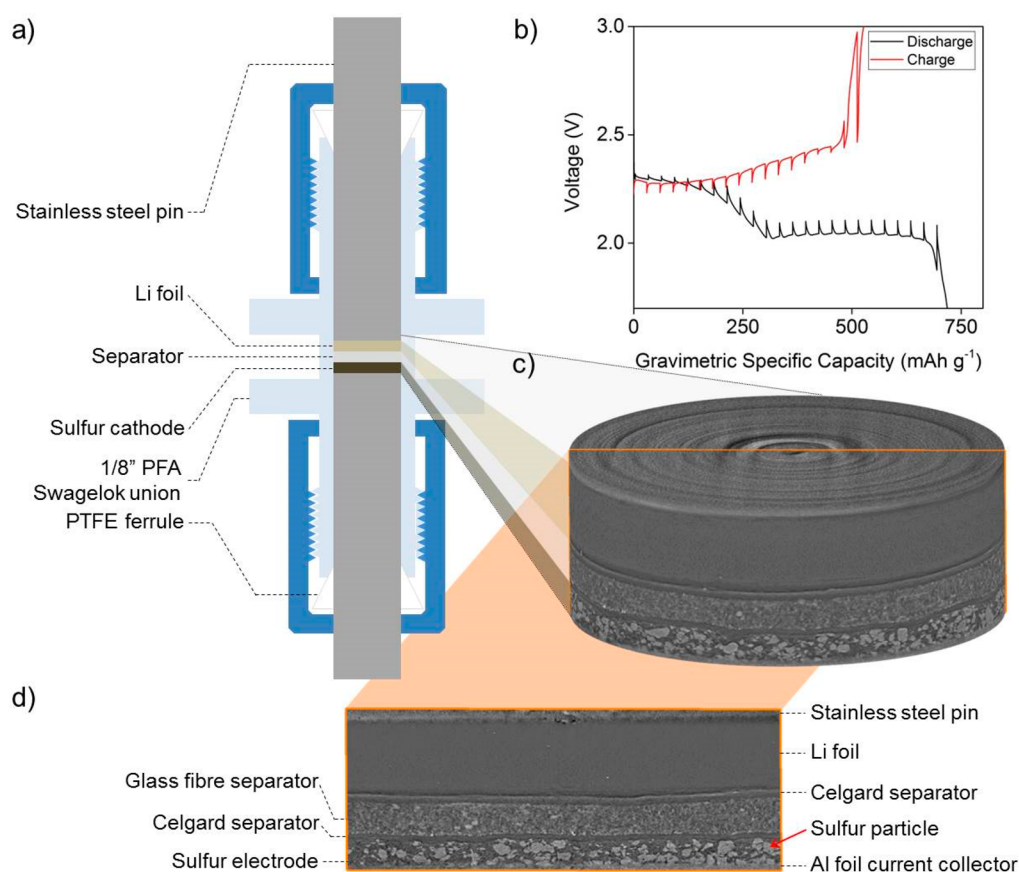 a)
Stainless steel pin
Li foil
Separator
Sulfur cathode
1/8” PFA
Swagelok union
PTFE ferrule
b)
3.0
2.5
2.0
Voltage (V)
Discharge
Charge
0
250
500
750
Gravimetric Specific Capacity (mAh g⁻¹)
c)
d)
Glass fibre separator
Celgard separator
Sulfur electrode
Stainless steel pin
Li foil
Celgard separator
Sulfur particle
Al foil current collector